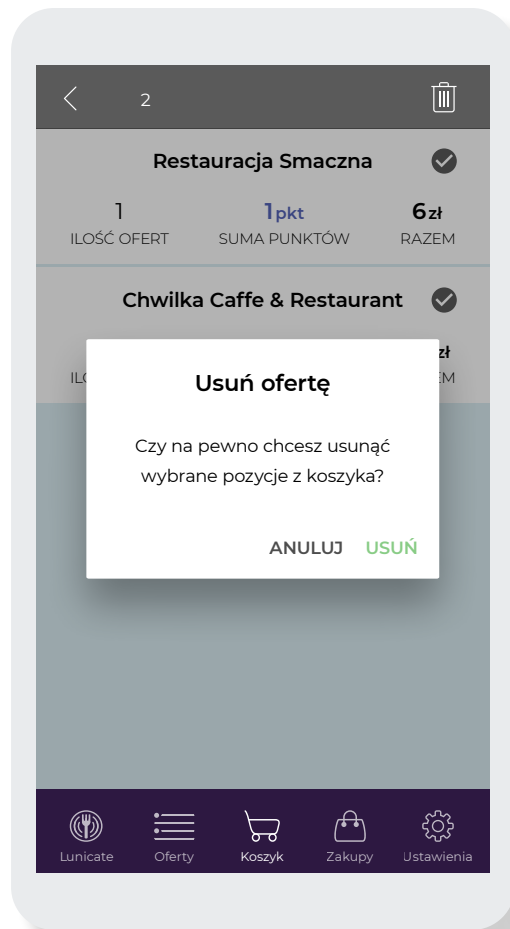 2
Restauracja Smaczna
1 1pkt 6zł
ILOŚĆ OFERT SUMA PUNKTÓW RAZEM
Chwilka Caffe & Restaurant
zł
Usuń ofertę
Czy na pewno chcesz usunąć
wybrane pozycje z koszyka?
ANULUJ USUŃ
Lunicate Oferty Koszyk Zakupy Ustawienia